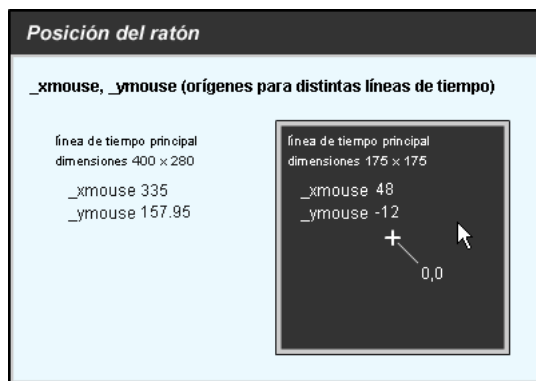 Posición del ratón
_xmouse, _ymouse (orígenes para distintas líneas de tiempo)
línea de tiempo principal
dimensiones 400 × 280
_xmouse 335
_ymouse 157.95
línea de tiempo principal
dimensiones 175 × 175
_xmouse 48
_ymouse -12
0,0